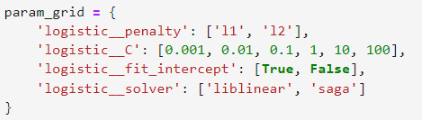 param_grid = {
    'logistic__penalty': ['l1', 'l2'],
    'logistic__C': [0.001, 0.01, 0.1, 1, 10, 100],
    'logistic__fit_intercept': [True, False],
    'logistic__solver': ['liblinear', 'saga']
}